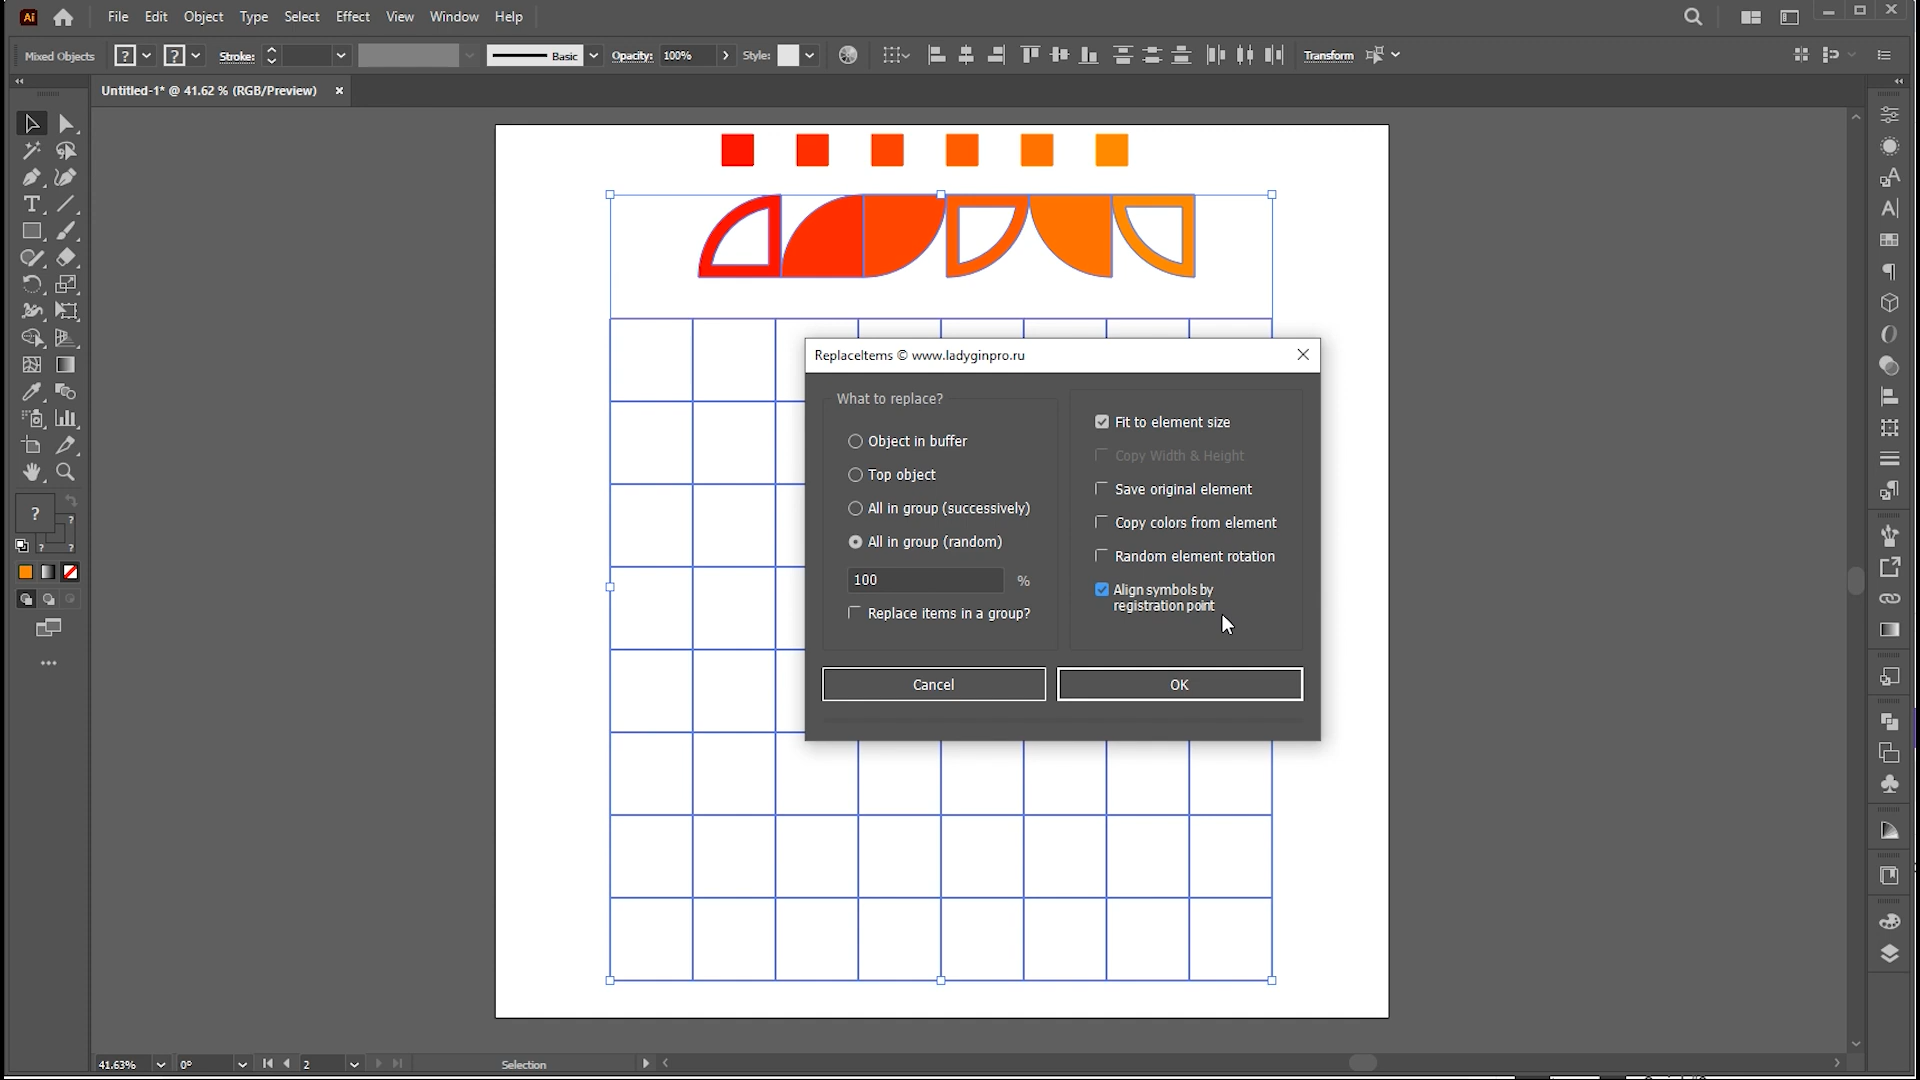 Ai File Edit Object Type Select Effect View Window Help
Mixed Objects ? ? Stroke: Basic Opacity: 100% Style: Transform
Untitled-1* @ 41.62 % (RGB/Preview) ×
ReplaceItems © www.ladyginpro.ru
What to replace?
Object in buffer
Top object
All in group (successively)
All in group (random)
100 %
Replace items in a group?
Fit to element size
Copy Width & Height
Save original element
Copy colors from element
Random element rotation
Align symbols by
registration point
Cancel OK
?
?
? ?
41.63% 0° 2 Selection